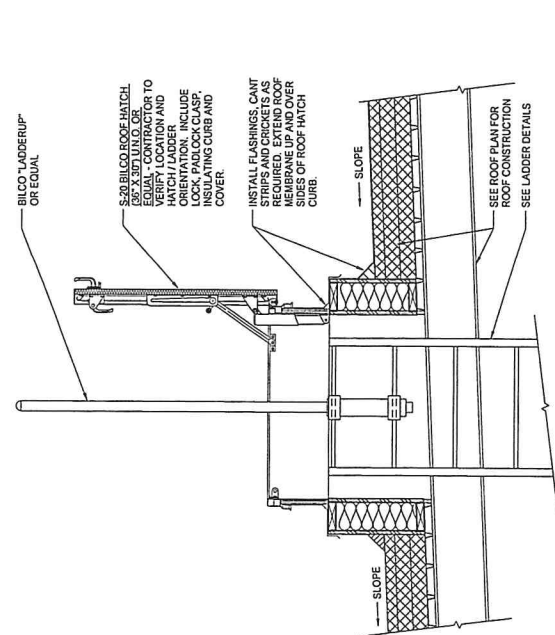 BILCO "LADDERUP"
OR EQUAL
S-20 BILCO ROOF HATCH
(36" X 30") U.N.O. OR
EQUAL - CONTRACTOR TO
VERIFY LOCATION AND
HATCH / LADDER
ORIENTATION. INCLUDE
LOCK, PADLOCK CLASP,
INSULATING CURB AND
COVER.
INSTALL FLASHINGS, CANT
STRIPS AND CRICKETS AS
REQUIRED. EXTEND ROOF
MEMBRANE UP AND OVER
SIDES OF ROOF HATCH
CURB.
SLOPE
SEE ROOF PLAN FOR
ROOF CONSTRUCTION
SEE LADDER DETAILS
SLOPE